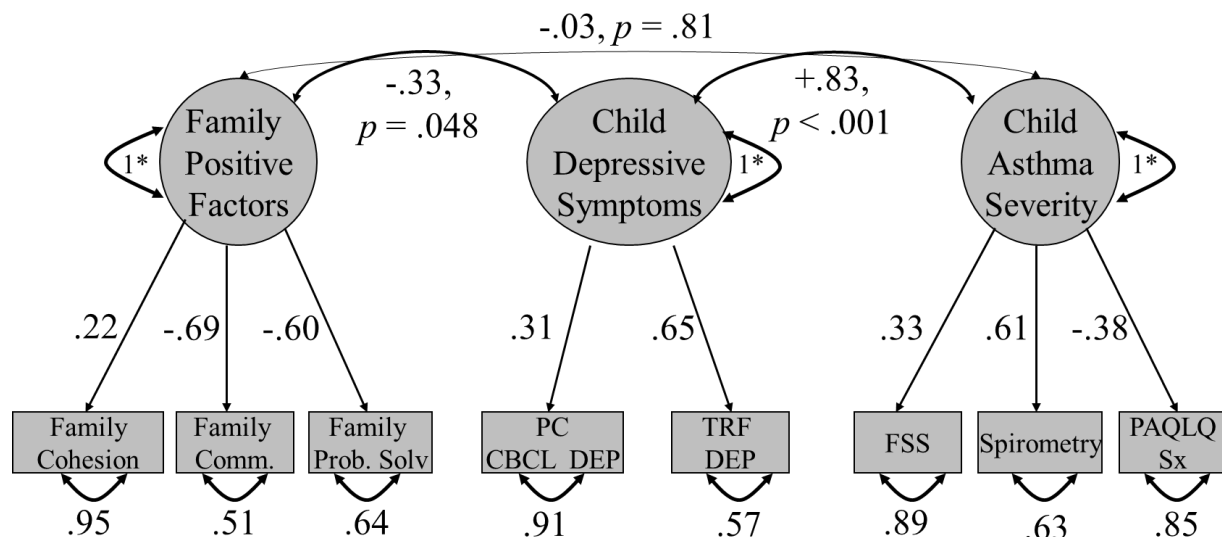 -.03, p = .81
-.33,
p = .048
+.83,
p < .001
Family
Positive
Factors
1*
Child
Depressive
Symptoms
1*
Child
Asthma
Severity
1*
.22
-.69
-.60
.31
.65
.33
.61
-.38
Family
Cohesion
Family
Comm.
Family
Prob. Solv
PC
CBCL_DEP
TRF
DEP
FSS
Spirometry
PAQLQ
Sx
.95
.51
.64
.91
.57
.89
.63
.85